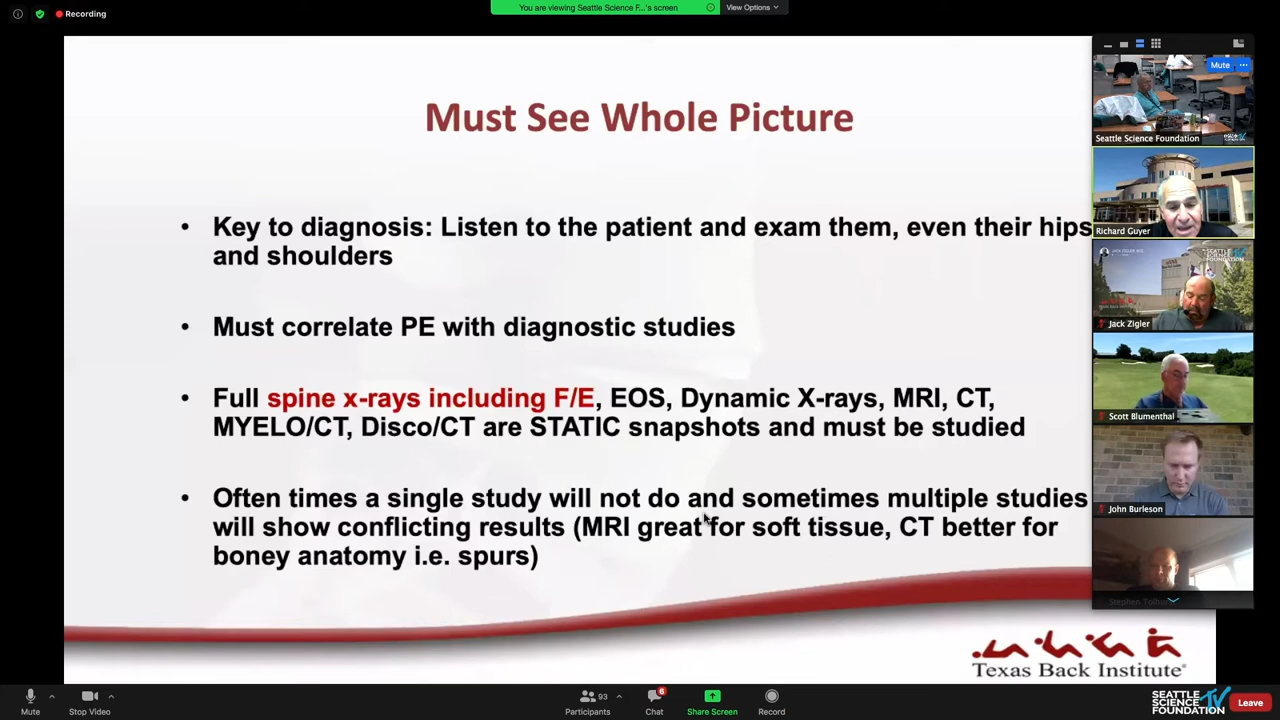 Recording
You are viewing Seattle Science F...'s screen
View Options
Must See Whole Picture
• Key to diagnosis: Listen to the patient and exam them, even their hips
and shoulders
• Must correlate PE with diagnostic studies
• Full spine x-rays including F/E, EOS, Dynamic X-rays, MRI, CT,
MYELO/CT, Disco/CT are STATIC snapshots and must be studied
• Often times a single study will not do and sometimes multiple studies
will show conflicting results (MRI great for soft tissue, CT better for
boney anatomy i.e. spurs)
Texas Back Institute
Mute ...
Seattle Science Foundation
Richard Guyer
SEATTLE SCIENCE
FOUNDATION
Jack Zigler
Scott Blumenthal
John Burleson
Stephen
Mute
Stop Video
93
Participants
6
Chat
Share Screen
Record
SEATTLE
SCIENCE
FOUNDATION
TV
Leave